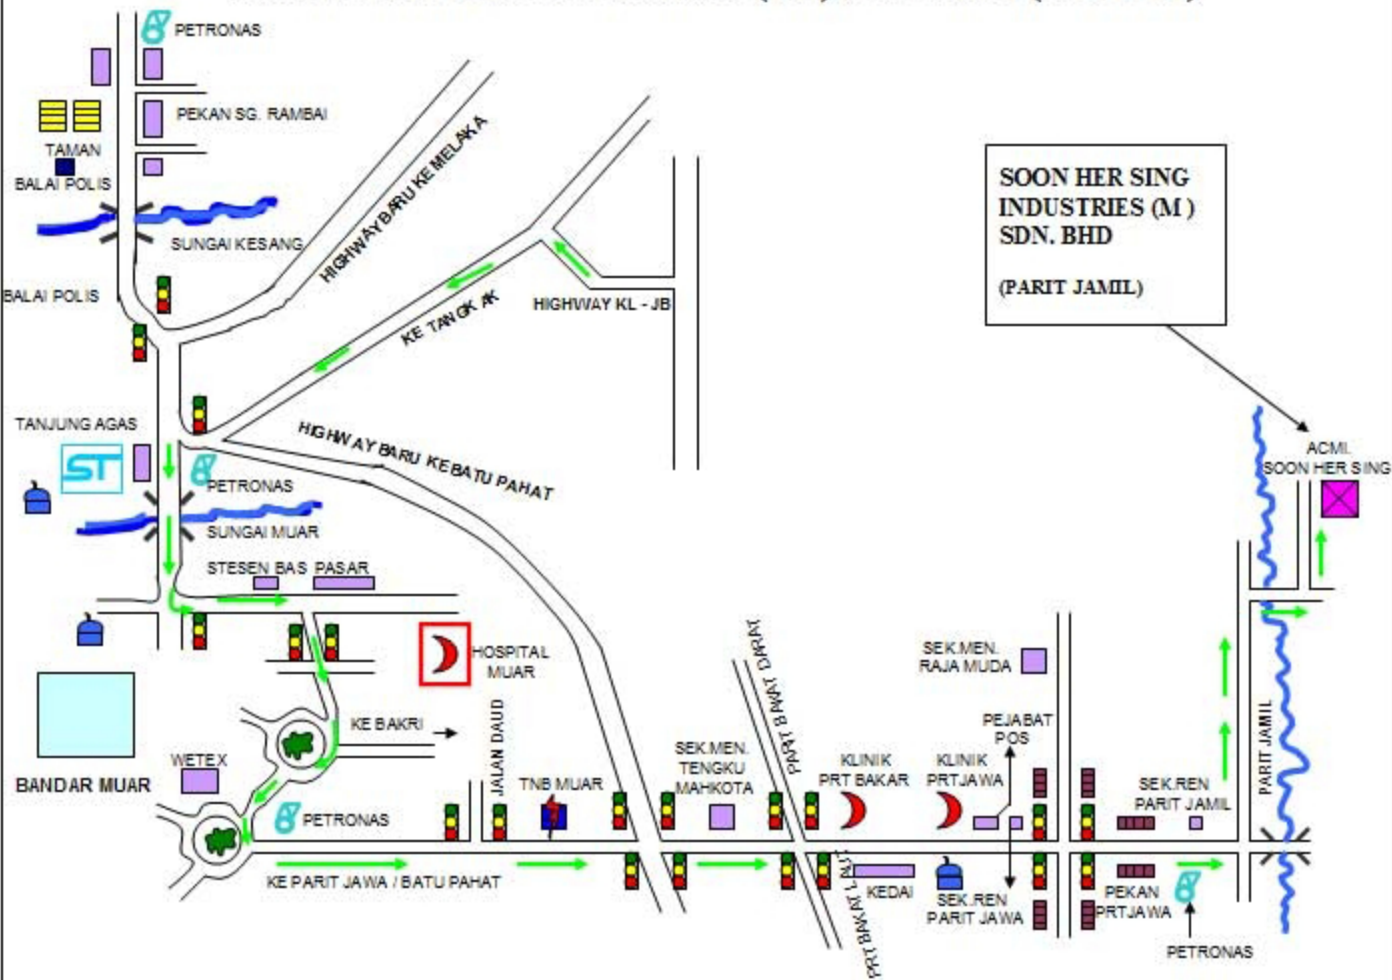 PETRONAS
PEKAN SG. RAMBAI
TAMAN
BALAI POLIS
SUNGAI KESANG
BALAI POLIS
HIGHWAY BARU KE MELAKA
KE TANGKAK
HIGHWAY KL - JB
SOON HER SING
INDUSTRIES (M )
SDN. BHD
(PARIT JAMIL)
TANJUNG AGAS
ST
PETRONAS
HIGHWAY BARU KE BATU PAHAT
SUNGAI MUAR
ACMI.
SOON HER SING
STESEN BAS PASAR
HOSPITAL
MUAR
BANDAR MUAR
WETEX
KE BAKRI
PETRONAS
JALAN DAUD
TNB MUAR
SEK.MEN.
TENGKU
MAHKOTA
PARIT BAKAT DARAT
KLINIK
PRT BAKAR
KLINIK
PRTJAWA
SEK.MEN.
RAJA MUDA
PEJABAT
POS
SEK.REN
PARIT JAMIL
PARIT JAMIL
KE PARIT JAWA / BATU PAHAT
PRT BAKAT LAUT
KEDAI
SEK.REN
PARIT JAWA
PEKAN
PRTJAWA
PETRONAS